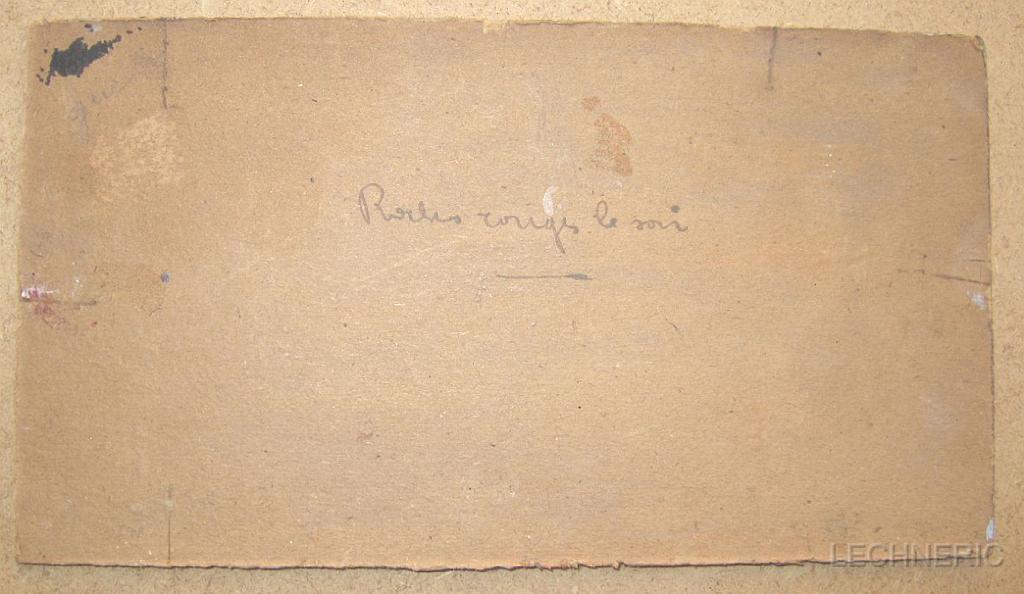 Roches rouges le soir
LECHNERIC